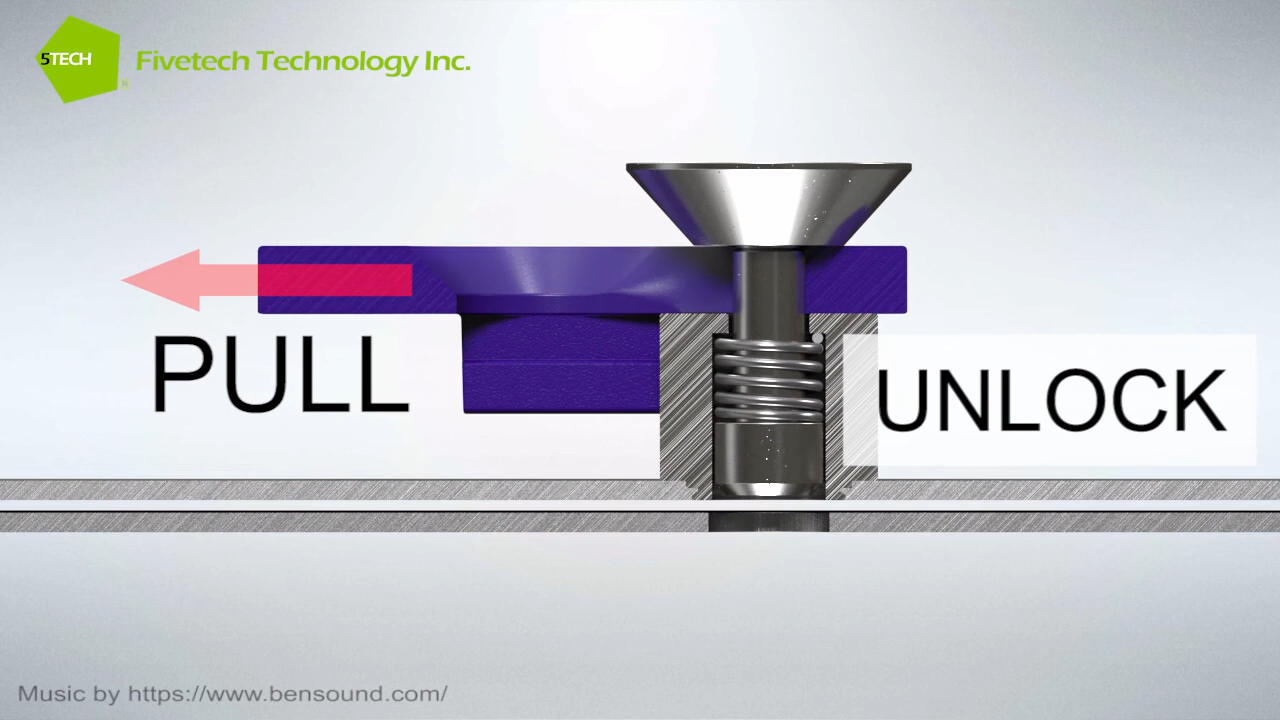 5TECH
Fivetech Technology Inc.
PULL
UNLOCK
Music by https://www.bensound.com/